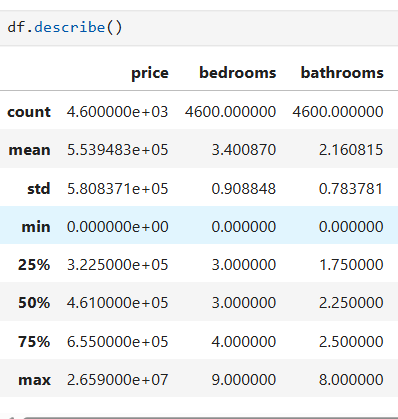 df.describe()
price bedrooms bathrooms
count 4.600000e+03 4600.000000 4600.000000
mean 5.539483e+05 3.400870 2.160815
std 5.808371e+05 0.908848 0.783781
min 0.000000e+00 0.000000 0.000000
25% 3.225000e+05 3.000000 1.750000
50% 4.610000e+05 3.000000 2.250000
75% 6.550000e+05 4.000000 2.500000
max 2.659000e+07 9.000000 8.000000